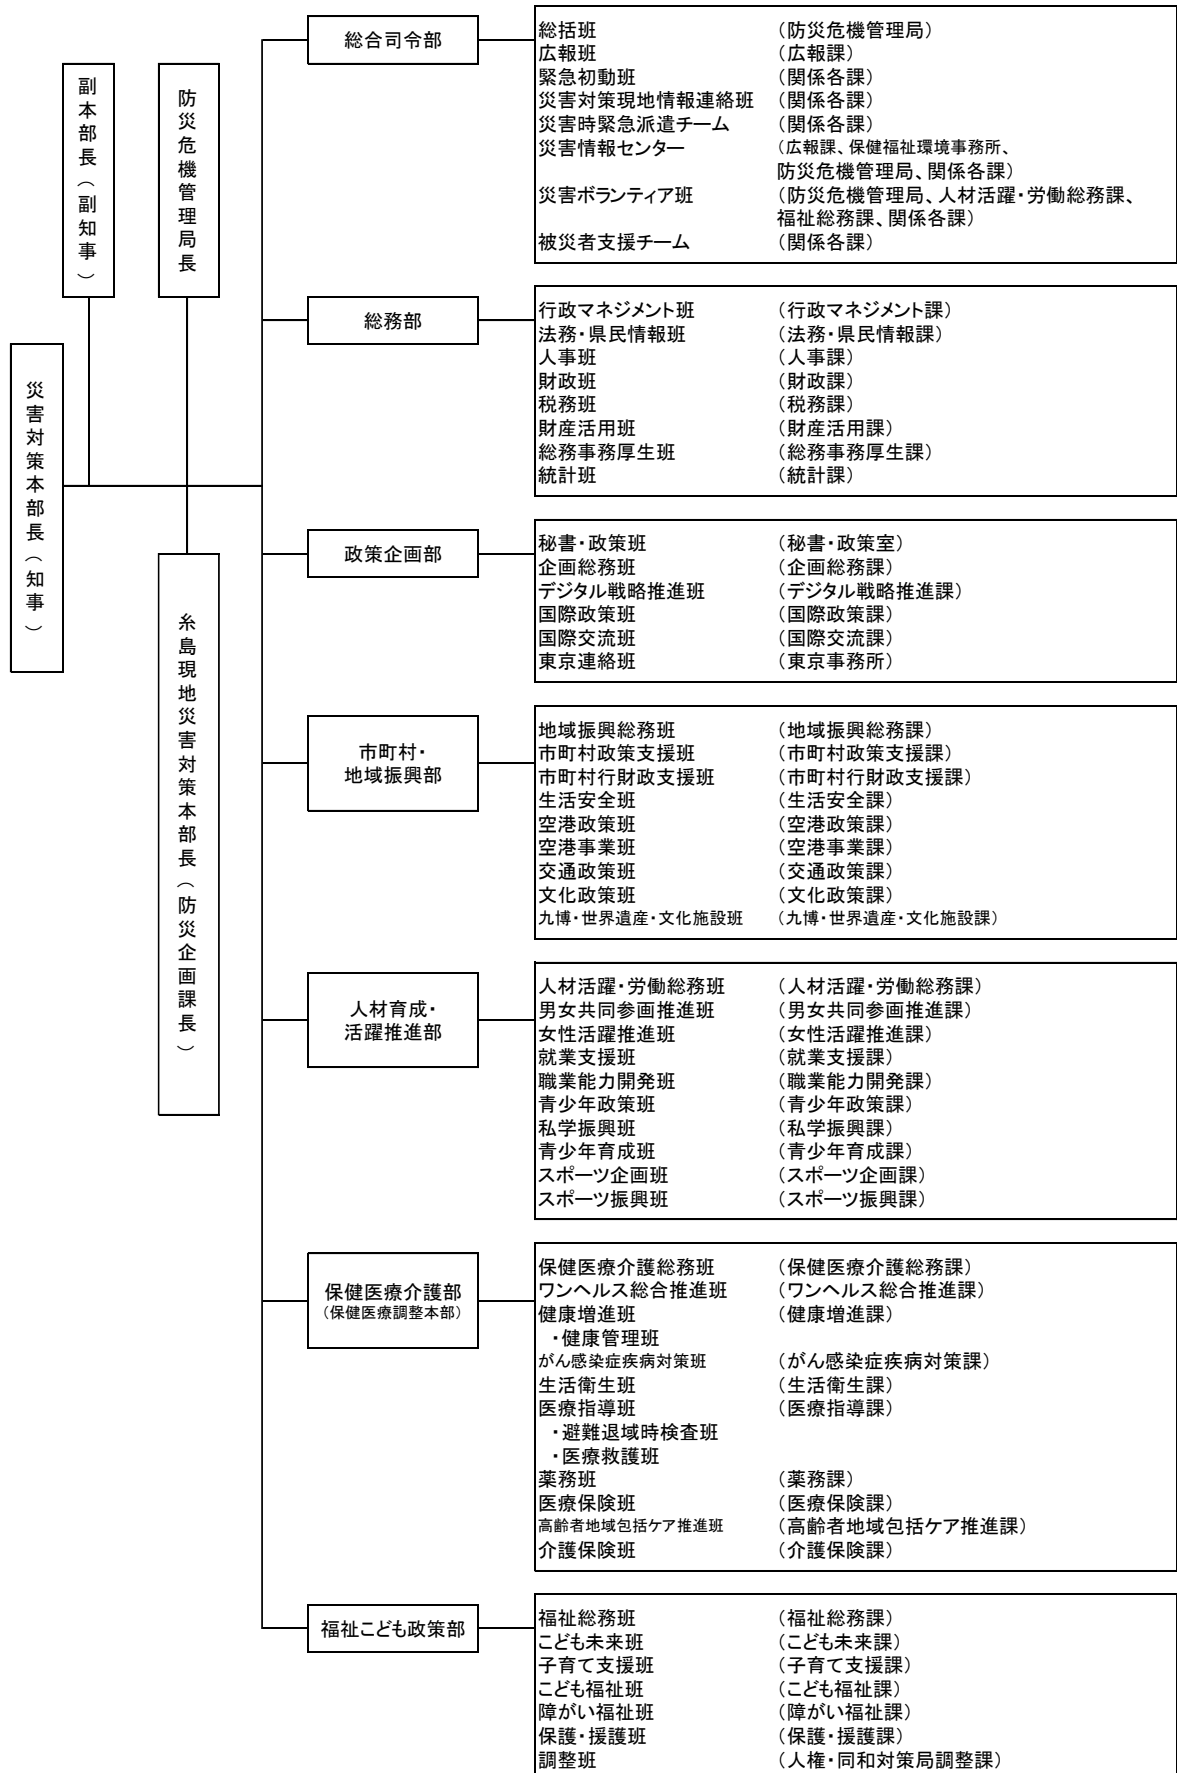 災害対策本部長（知事）
副本部長（副知事）
防災危機管理局長
糸島現地災害対策本部長（防災企画課長）
総合司令部
総括班 （防災危機管理局）
広報班 （広報課）
緊急初動班 （関係各課）
災害対策現地情報連絡班 （関係各課）
災害時緊急派遣チーム （関係各課）
災害情報センター （広報課、保健福祉環境事務所、
防災危機管理局、関係各課）
災害ボランティア班 （防災危機管理局、人材活躍・労働総務課、
福祉総務課、関係各課）
被災者支援チーム （関係各課）
総務部
行政マネジメント班 （行政マネジメント課）
法務・県民情報班 （法務・県民情報課）
人事班 （人事課）
財政班 （財政課）
税務班 （税務課）
財産活用班 （財産活用課）
総務事務厚生班 （総務事務厚生課）
統計班 （統計課）
政策企画部
秘書・政策班 （秘書・政策室）
企画総務班 （企画総務課）
デジタル戦略推進班 （デジタル戦略推進課）
国際政策班 （国際政策課）
国際交流班 （国際交流課）
東京連絡班 （東京事務所）
市町村・
地域振興部
地域振興総務班 （地域振興総務課）
市町村政策支援班 （市町村政策支援課）
市町村行財政支援班 （市町村行財政支援課）
生活安全班 （生活安全課）
空港政策班 （空港政策課）
空港事業班 （空港事業課）
交通政策班 （交通政策課）
文化政策班 （文化政策課）
九博・世界遺産・文化施設班 （九博・世界遺産・文化施設課）
人材育成・
活躍推進部
人材活躍・労働総務班 （人材活躍・労働総務課）
男女共同参画推進班 （男女共同参画推進課）
女性活躍推進班 （女性活躍推進課）
就業支援班 （就業支援課）
職業能力開発班 （職業能力開発課）
青少年政策班 （青少年政策課）
私学振興班 （私学振興課）
青少年育成班 （青少年育成課）
スポーツ企画班 （スポーツ企画課）
スポーツ振興班 （スポーツ振興課）
保健医療介護部
（保健医療調整本部）
保健医療介護総務班 （保健医療介護総務課）
ワンヘルス総合推進班 （ワンヘルス総合推進課）
健康増進班 （健康増進課）
・健康管理班
がん感染症疾病対策班 （がん感染症疾病対策課）
生活衛生班 （生活衛生課）
医療指導班 （医療指導課）
・避難退域時検査班
・医療救護班
薬務班 （薬務課）
医療保険班 （医療保険課）
高齢者地域包括ケア推進班 （高齢者地域包括ケア推進課）
介護保険班 （介護保険課）
福祉こども政策部
福祉総務班 （福祉総務課）
こども未来班 （こども未来課）
子育て支援班 （子育て支援課）
こども福祉班 （こども福祉課）
障がい福祉班 （障がい福祉課）
保護・援護班 （保護・援護課）
調整班 （人権・同和対策局調整課）